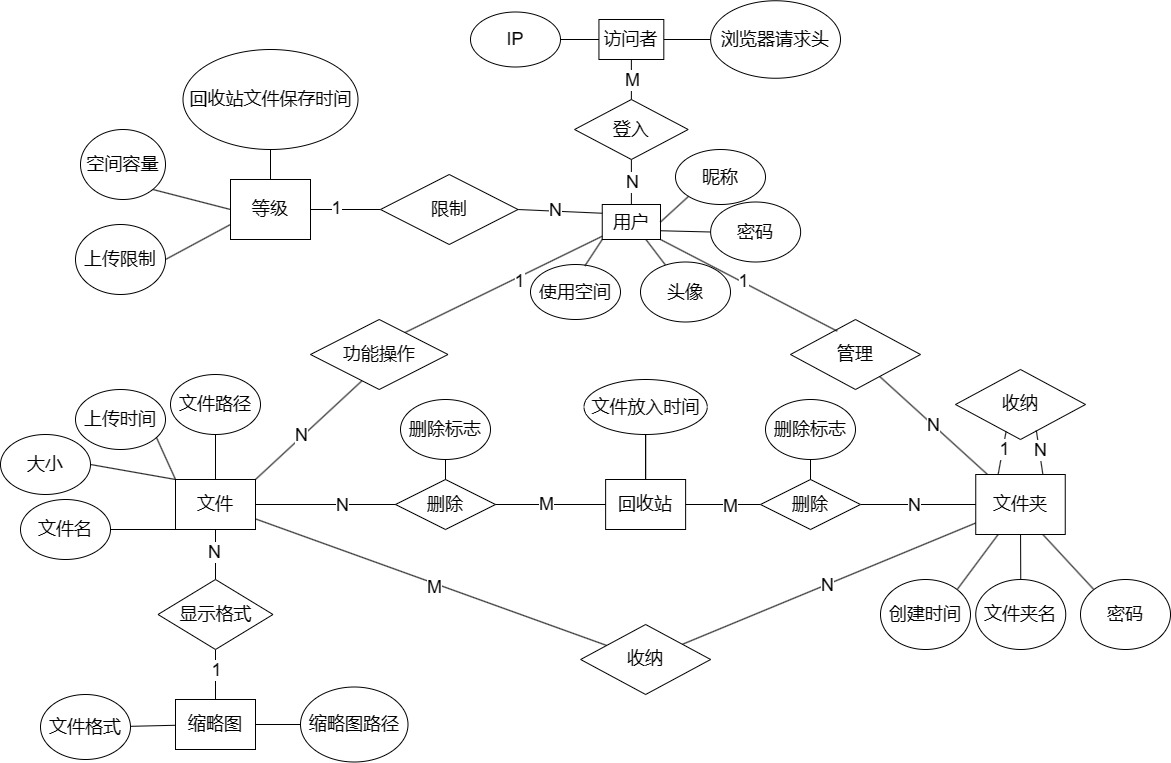 IP
访问者
浏览器请求头
M
回收站文件保存时间
登入
空间容量
昵称
N
等级
1
限制
N
用户
密码
上传限制
1
使用空间
头像
1
功能操作
管理
文件路径
上传时间
文件放入时间
收纳
删除标志
删除标志
N
N
1
N
大小
文件
N
删除
M
回收站
M
删除
N
文件夹
文件名
N
M
N
显示格式
创建时间
文件夹名
密码
收纳
1
文件格式
缩略图
缩略图路径